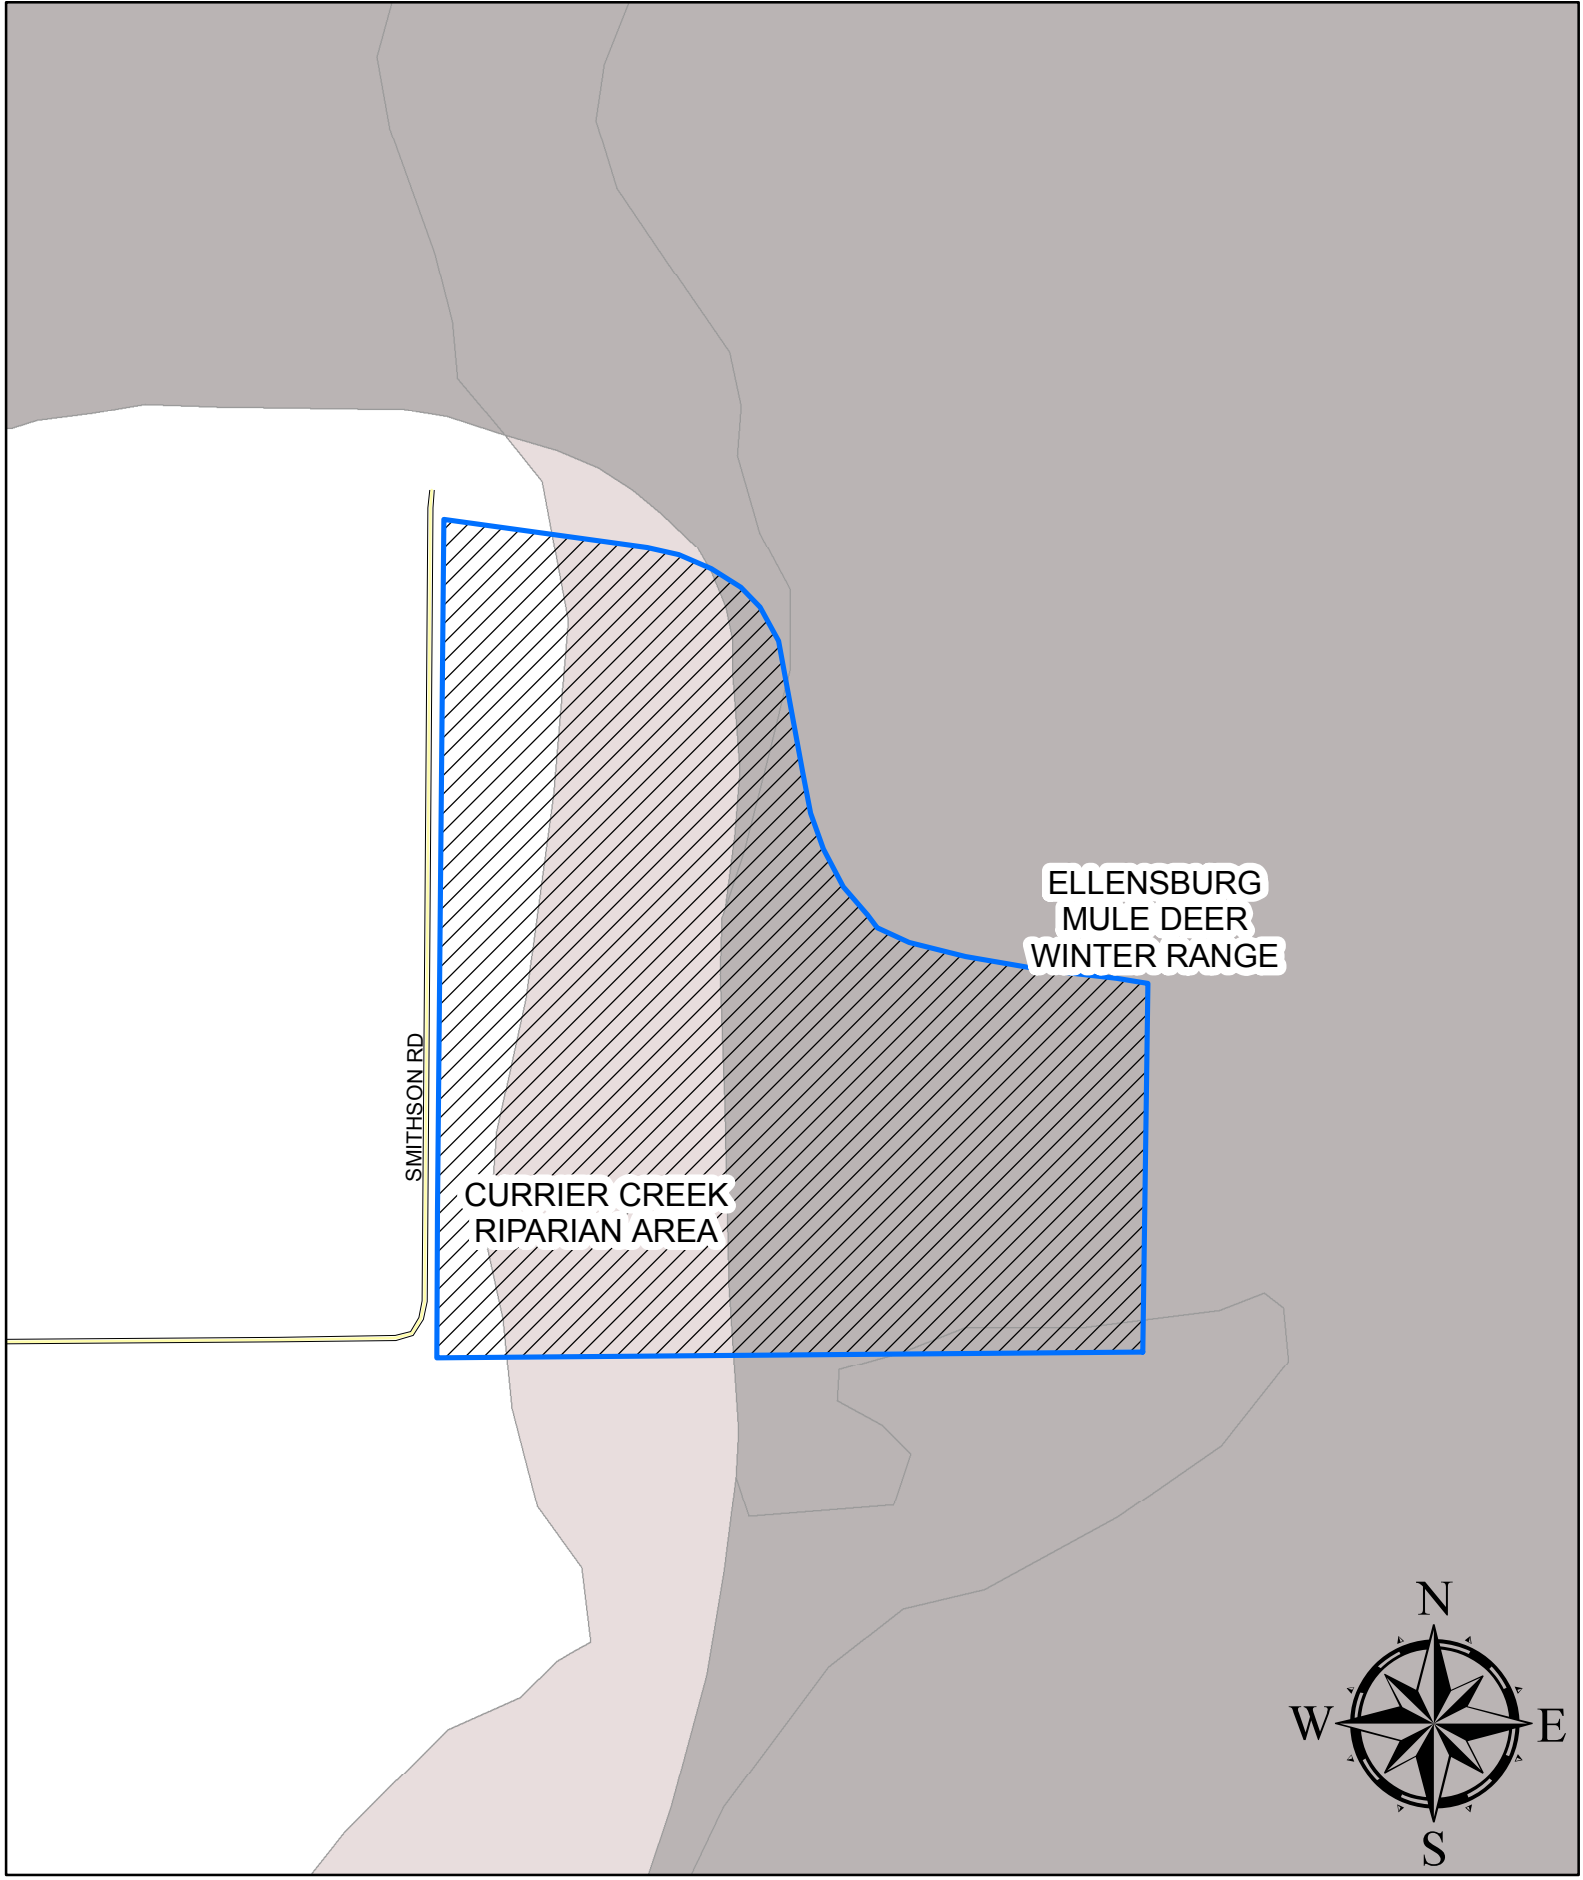 ELLENSBURG
MULE DEER
WINTER RANGE
SMITHSON RD
CURRIER CREEK
RIPARIAN AREA
N
W
E
S